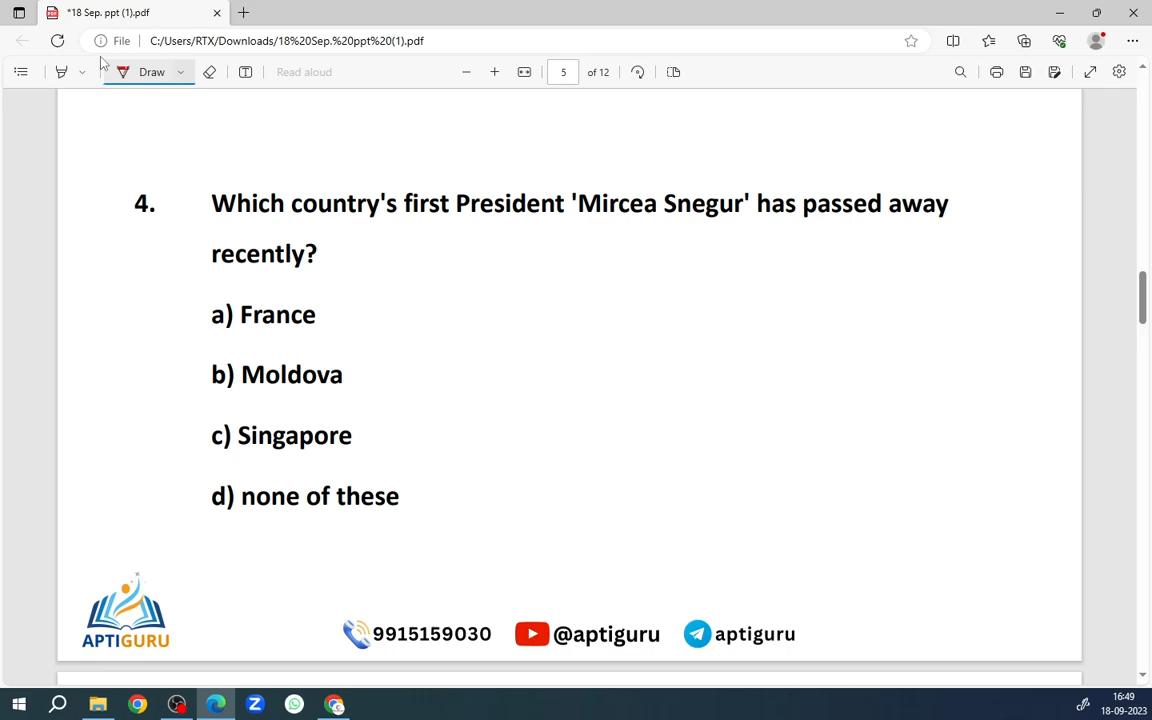 *18 Sep. ppt (1).pdf
File
C:/Users/RTX/Downloads/18%20Sep.%20ppt%20(1).pdf
Draw
Read aloud
5
of 12
4. Which country's first President 'Mircea Snegur' has passed away
recently?
a) France
b) Moldova
c) Singapore
d) none of these
APTIGURU
9915159030
@aptiguru
aptiguru
16:49
18-09-2023